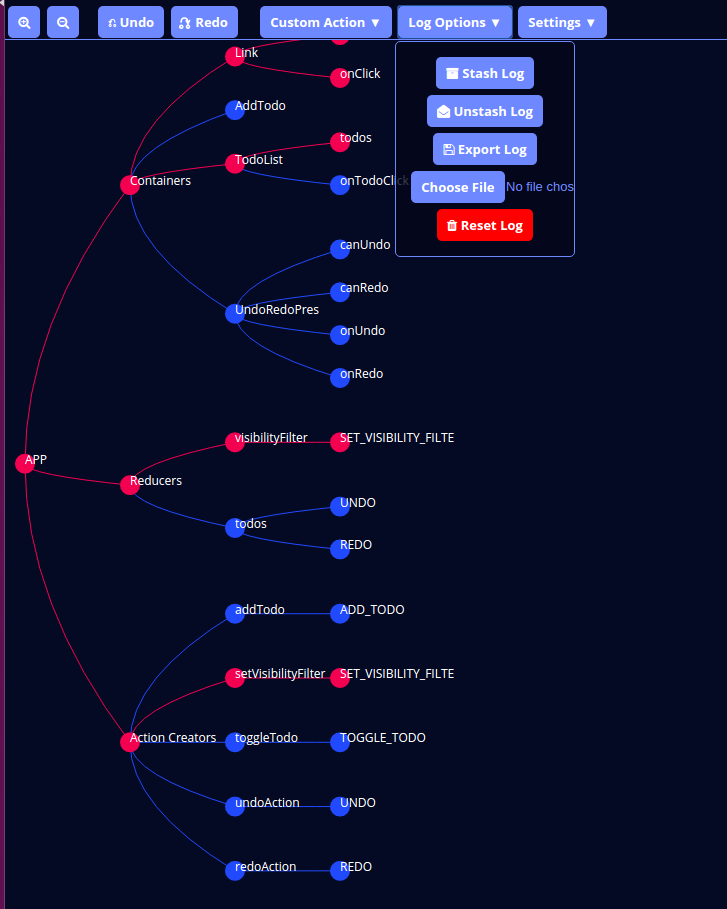 Undo
Redo
Custom Action ▼
Log Options ▼
Settings ▼
Stash Log
Unstash Log
Export Log
Choose File No file chos
Reset Log
Link
onClick
AddTodo
todos
TodoList
Containers
onTodoClick
canUndo
canRedo
UndoRedoPres
onUndo
onRedo
visibilityFilter
SET_VISIBILITY_FILTE
APP
Reducers
UNDO
todos
REDO
addTodo
ADD_TODO
setVisibilityFilter
SET_VISIBILITY_FILTE
Action Creators
toggleTodo
TOGGLE_TODO
undoAction
UNDO
redoAction
REDO